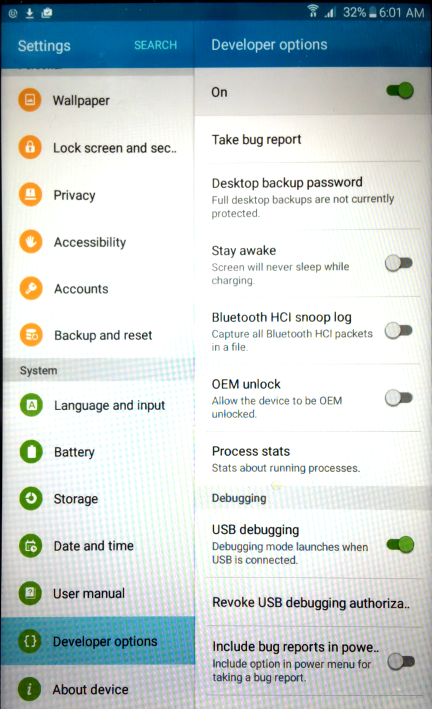 32% 6:01 AM
Settings
SEARCH
Personal
Wallpaper
Lock screen and sec..
Privacy
Accessibility
Accounts
Backup and reset
System
Language and input
Battery
Storage
Date and time
User manual
Developer options
About device
Developer options
On
Take bug report
Desktop backup password
Full desktop backups are not currently
protected.
Stay awake
Screen will never sleep while
charging.
Bluetooth HCI snoop log
Capture all Bluetooth HCI packets
in a file.
OEM unlock
Allow the device to be OEM
unlocked.
Process stats
Stats about running processes.
Debugging
USB debugging
Debugging mode launches when
USB is connected.
Revoke USB debugging authoriza..
Include bug reports in powe..
Include option in power menu for
taking a bug report.